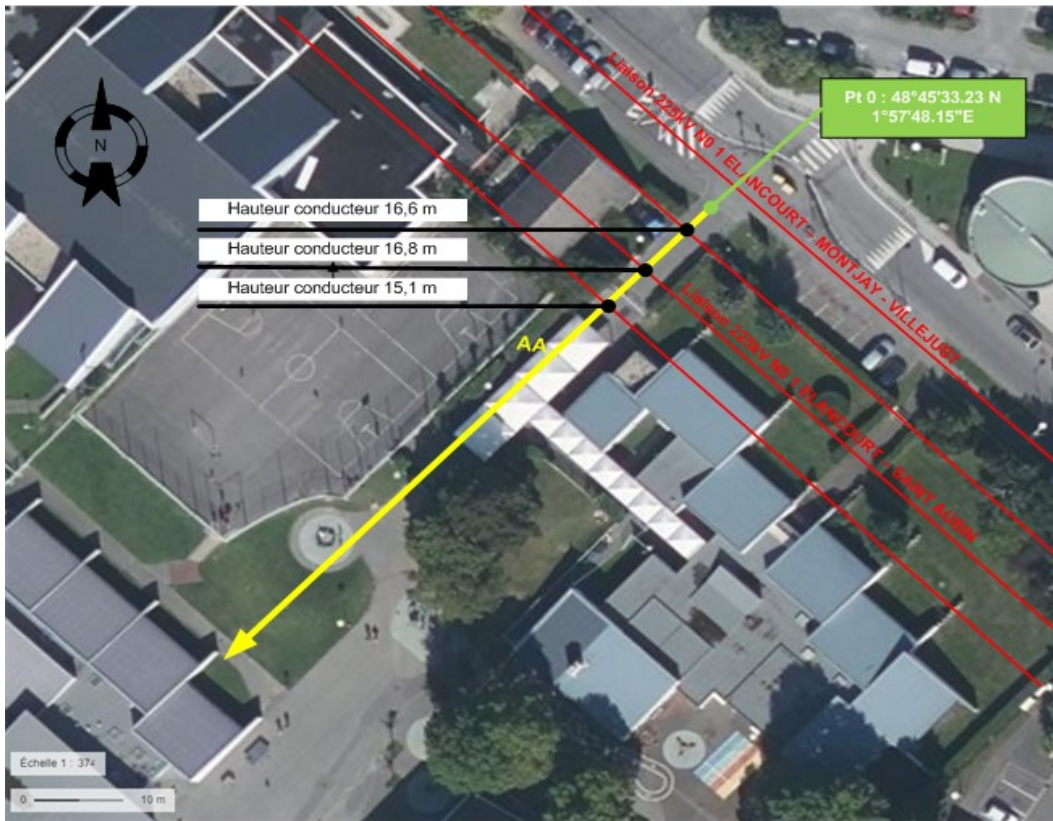 N
Liaison 225kV N0 1 ELANCOURT - MONTJAY - VILLEJUST
Pt 0 : 48°45'33.23 N
1°57'48.15"E
Hauteur conducteur 16,6 m
Hauteur conducteur 16,8 m
Hauteur conducteur 15,1 m
Liaison 225kV N0 1 ELANCOURT - SAINT AUBIN
AA
Échelle 1 : 374
0 10 m